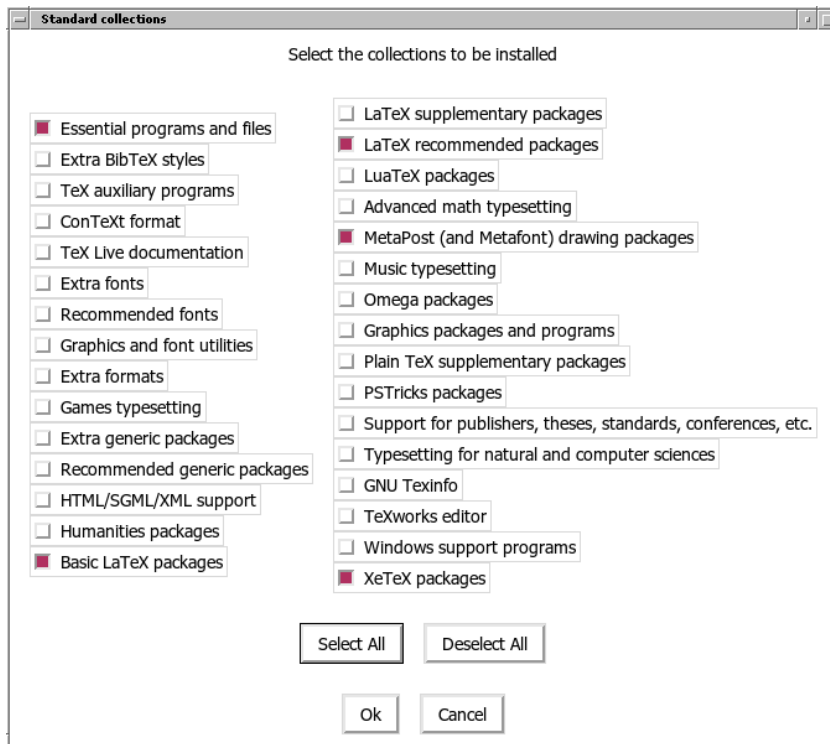 Standard collections
Select the collections to be installed
Essential programs and files
Extra BibTeX styles
TeX auxiliary programs
ConTeXt format
TeX Live documentation
Extra fonts
Recommended fonts
Graphics and font utilities
Extra formats
Games typesetting
Extra generic packages
Recommended generic packages
HTML/SGML/XML support
Humanities packages
Basic LaTeX packages
LaTeX supplementary packages
LaTeX recommended packages
LuaTeX packages
Advanced math typesetting
MetaPost (and Metafont) drawing packages
Music typesetting
Omega packages
Graphics packages and programs
Plain TeX supplementary packages
PSTricks packages
Support for publishers, theses, standards, conferences, etc.
Typesetting for natural and computer sciences
GNU Texinfo
TeXworks editor
Windows support programs
XeTeX packages
Select All
Deselect All
Ok
Cancel